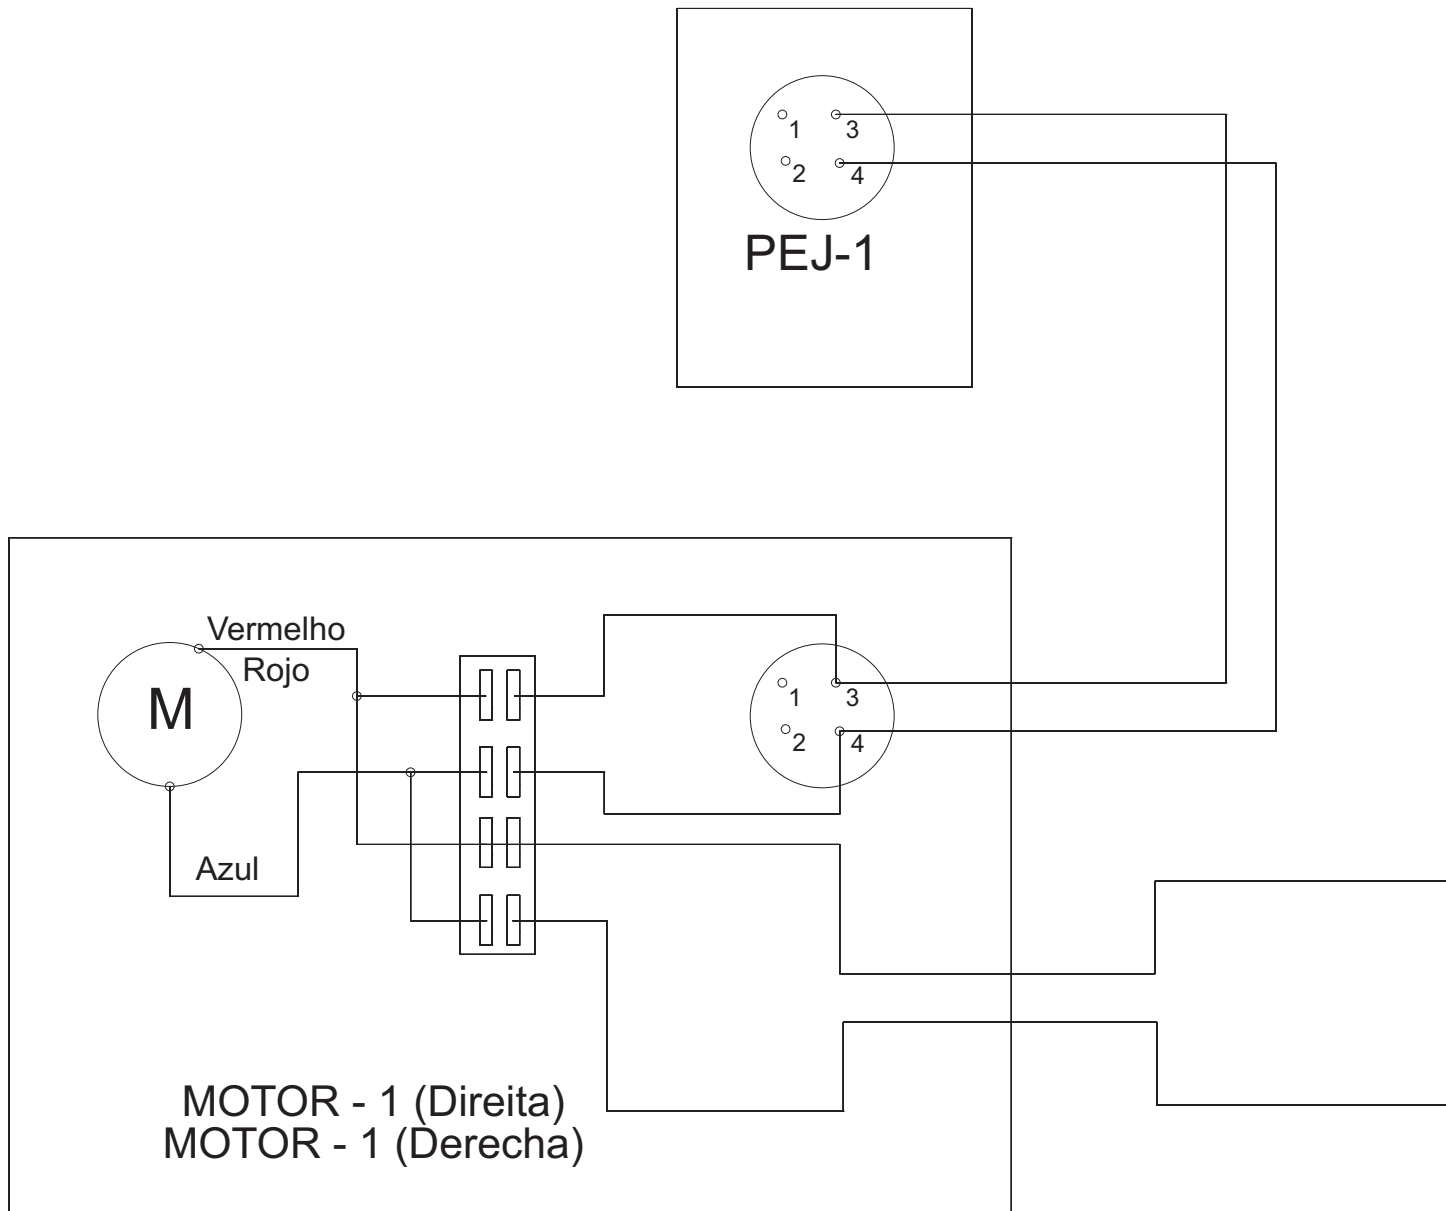 1 3
2 4
PEJ-1
Vermelho
Rojo
M
1 3
2 4
Azul
MOTOR - 1 (Direita)
MOTOR - 1 (Derecha)